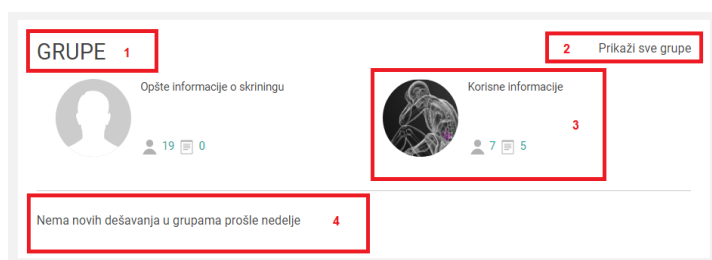 GRUPE 1
2 Prikaži sve grupe
Opšte informacije o skriningu
19 0
Korisne informacije
3
7 5
Nema novih dešavanja u grupama prošle nedelje 4